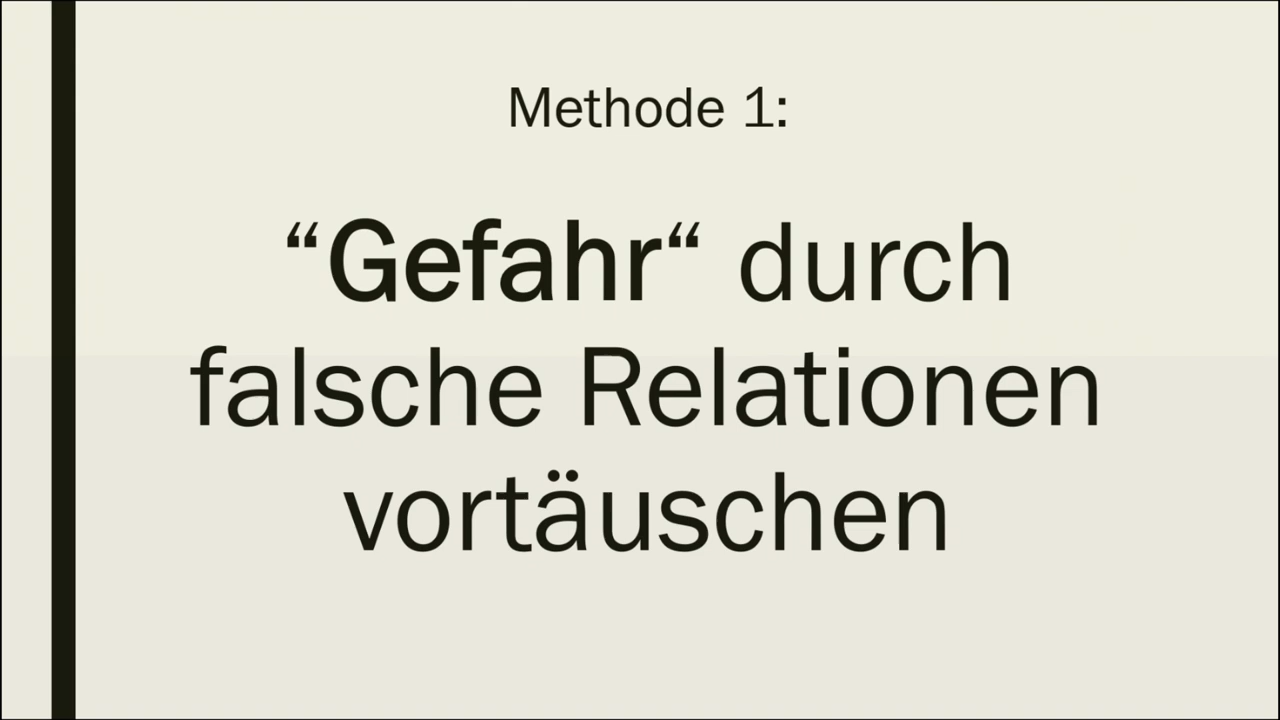 Methode 1:
“Gefahr“ durch
falsche Relationen
vortäuschen